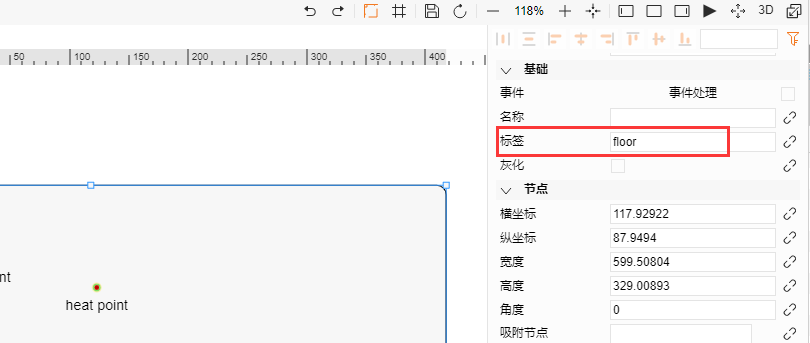 118%
3D
50
100
150
200
250
300
350
400
nt
heat point
基础
事件 事件处理
名称
标签 floor
灰化
节点
横坐标 117.92922
纵坐标 87.9494
宽度 599.50804
高度 329.00893
角度 0
吸附节点